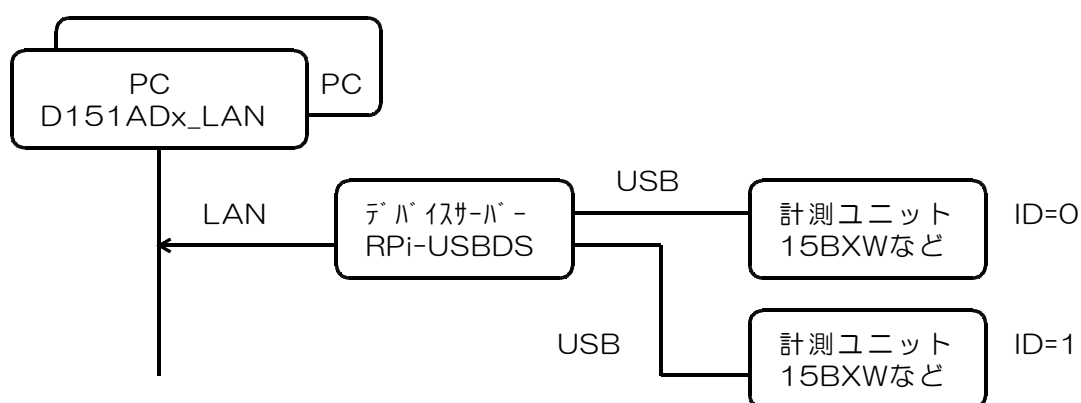 PC
D151ADx_LAN
PC
LAN
ﾃﾞﾊﾞｲｽｻｰﾊﾞｰ
RPi-USBDS
USB
計測ユニット
15BXWなど
ID=0
USB
計測ユニット
15BXWなど
ID=1